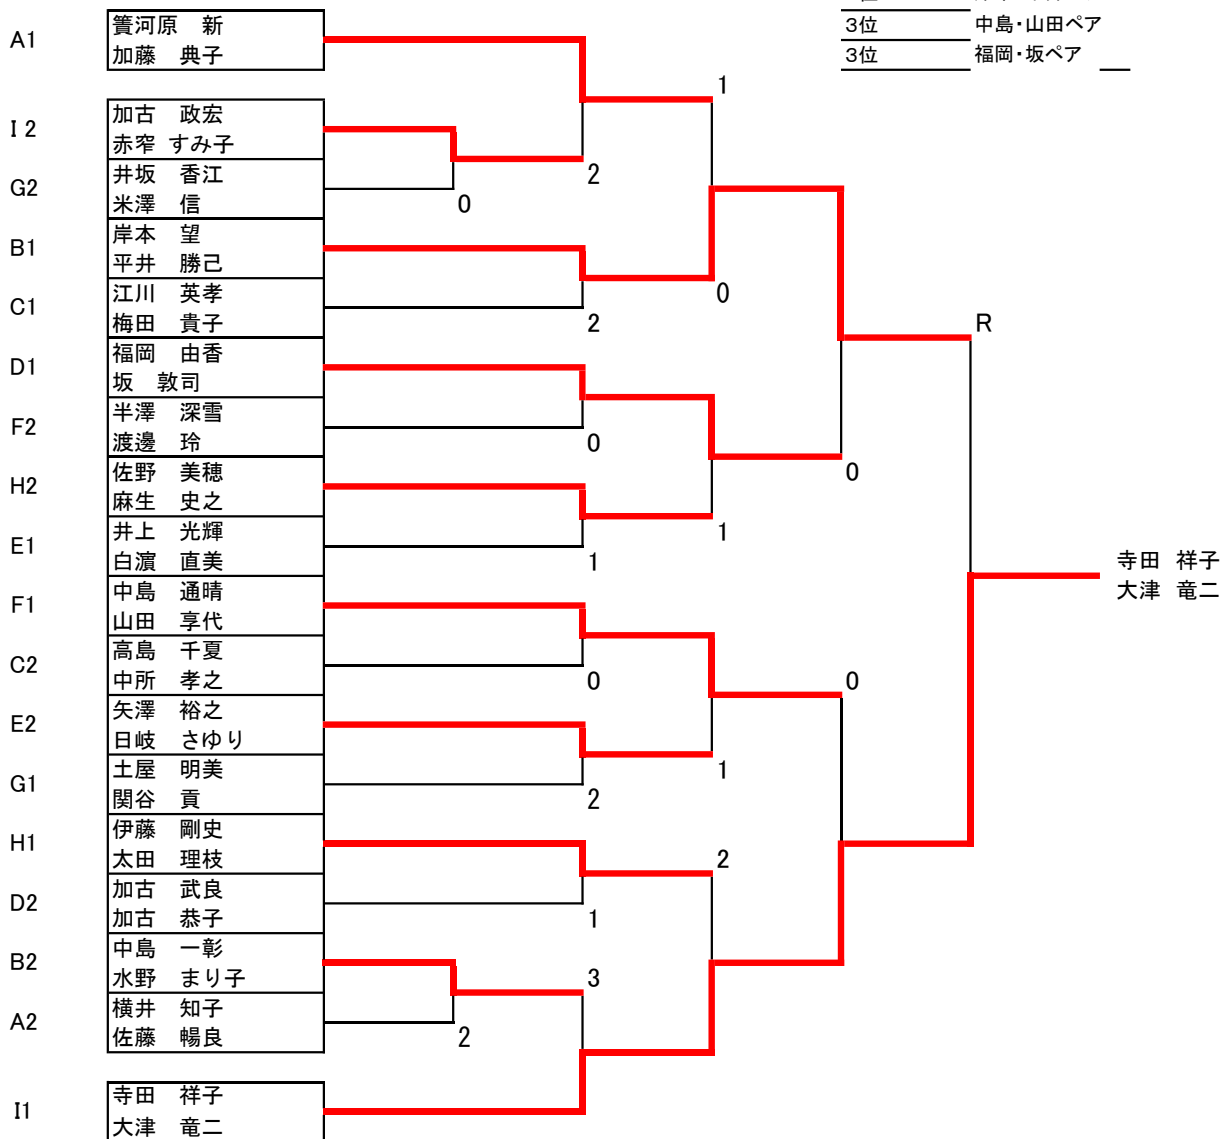 3位 中島・山田ペア
3位 福岡・坂ペア
A1 簑河原 新
加藤 典子
1
I 2 加古 政宏
赤窄 すみ子
G2 井坂 香江
米澤 信
2
0
B1 岸本 望
平井 勝己
C1 江川 英孝
梅田 貴子
0
2
R
D1 福岡 由香
坂 敦司
F2 半澤 深雪
渡邊 玲
0
0
H2 佐野 美穂
麻生 史之
E1 井上 光輝
白濵 直美
1
1
寺田 祥子
大津 竜二
F1 中島 通晴
山田 享代
C2 高島 千夏
中所 孝之
0
0
E2 矢澤 裕之
日岐 さゆり
G1 土屋 明美
関谷 貢
1
2
H1 伊藤 剛史
太田 理枝
2
D2 加古 武良
加古 恭子
1
B2 中島 一彰
水野 まり子
3
A2 横井 知子
佐藤 暢良
2
I1 寺田 祥子
大津 竜二